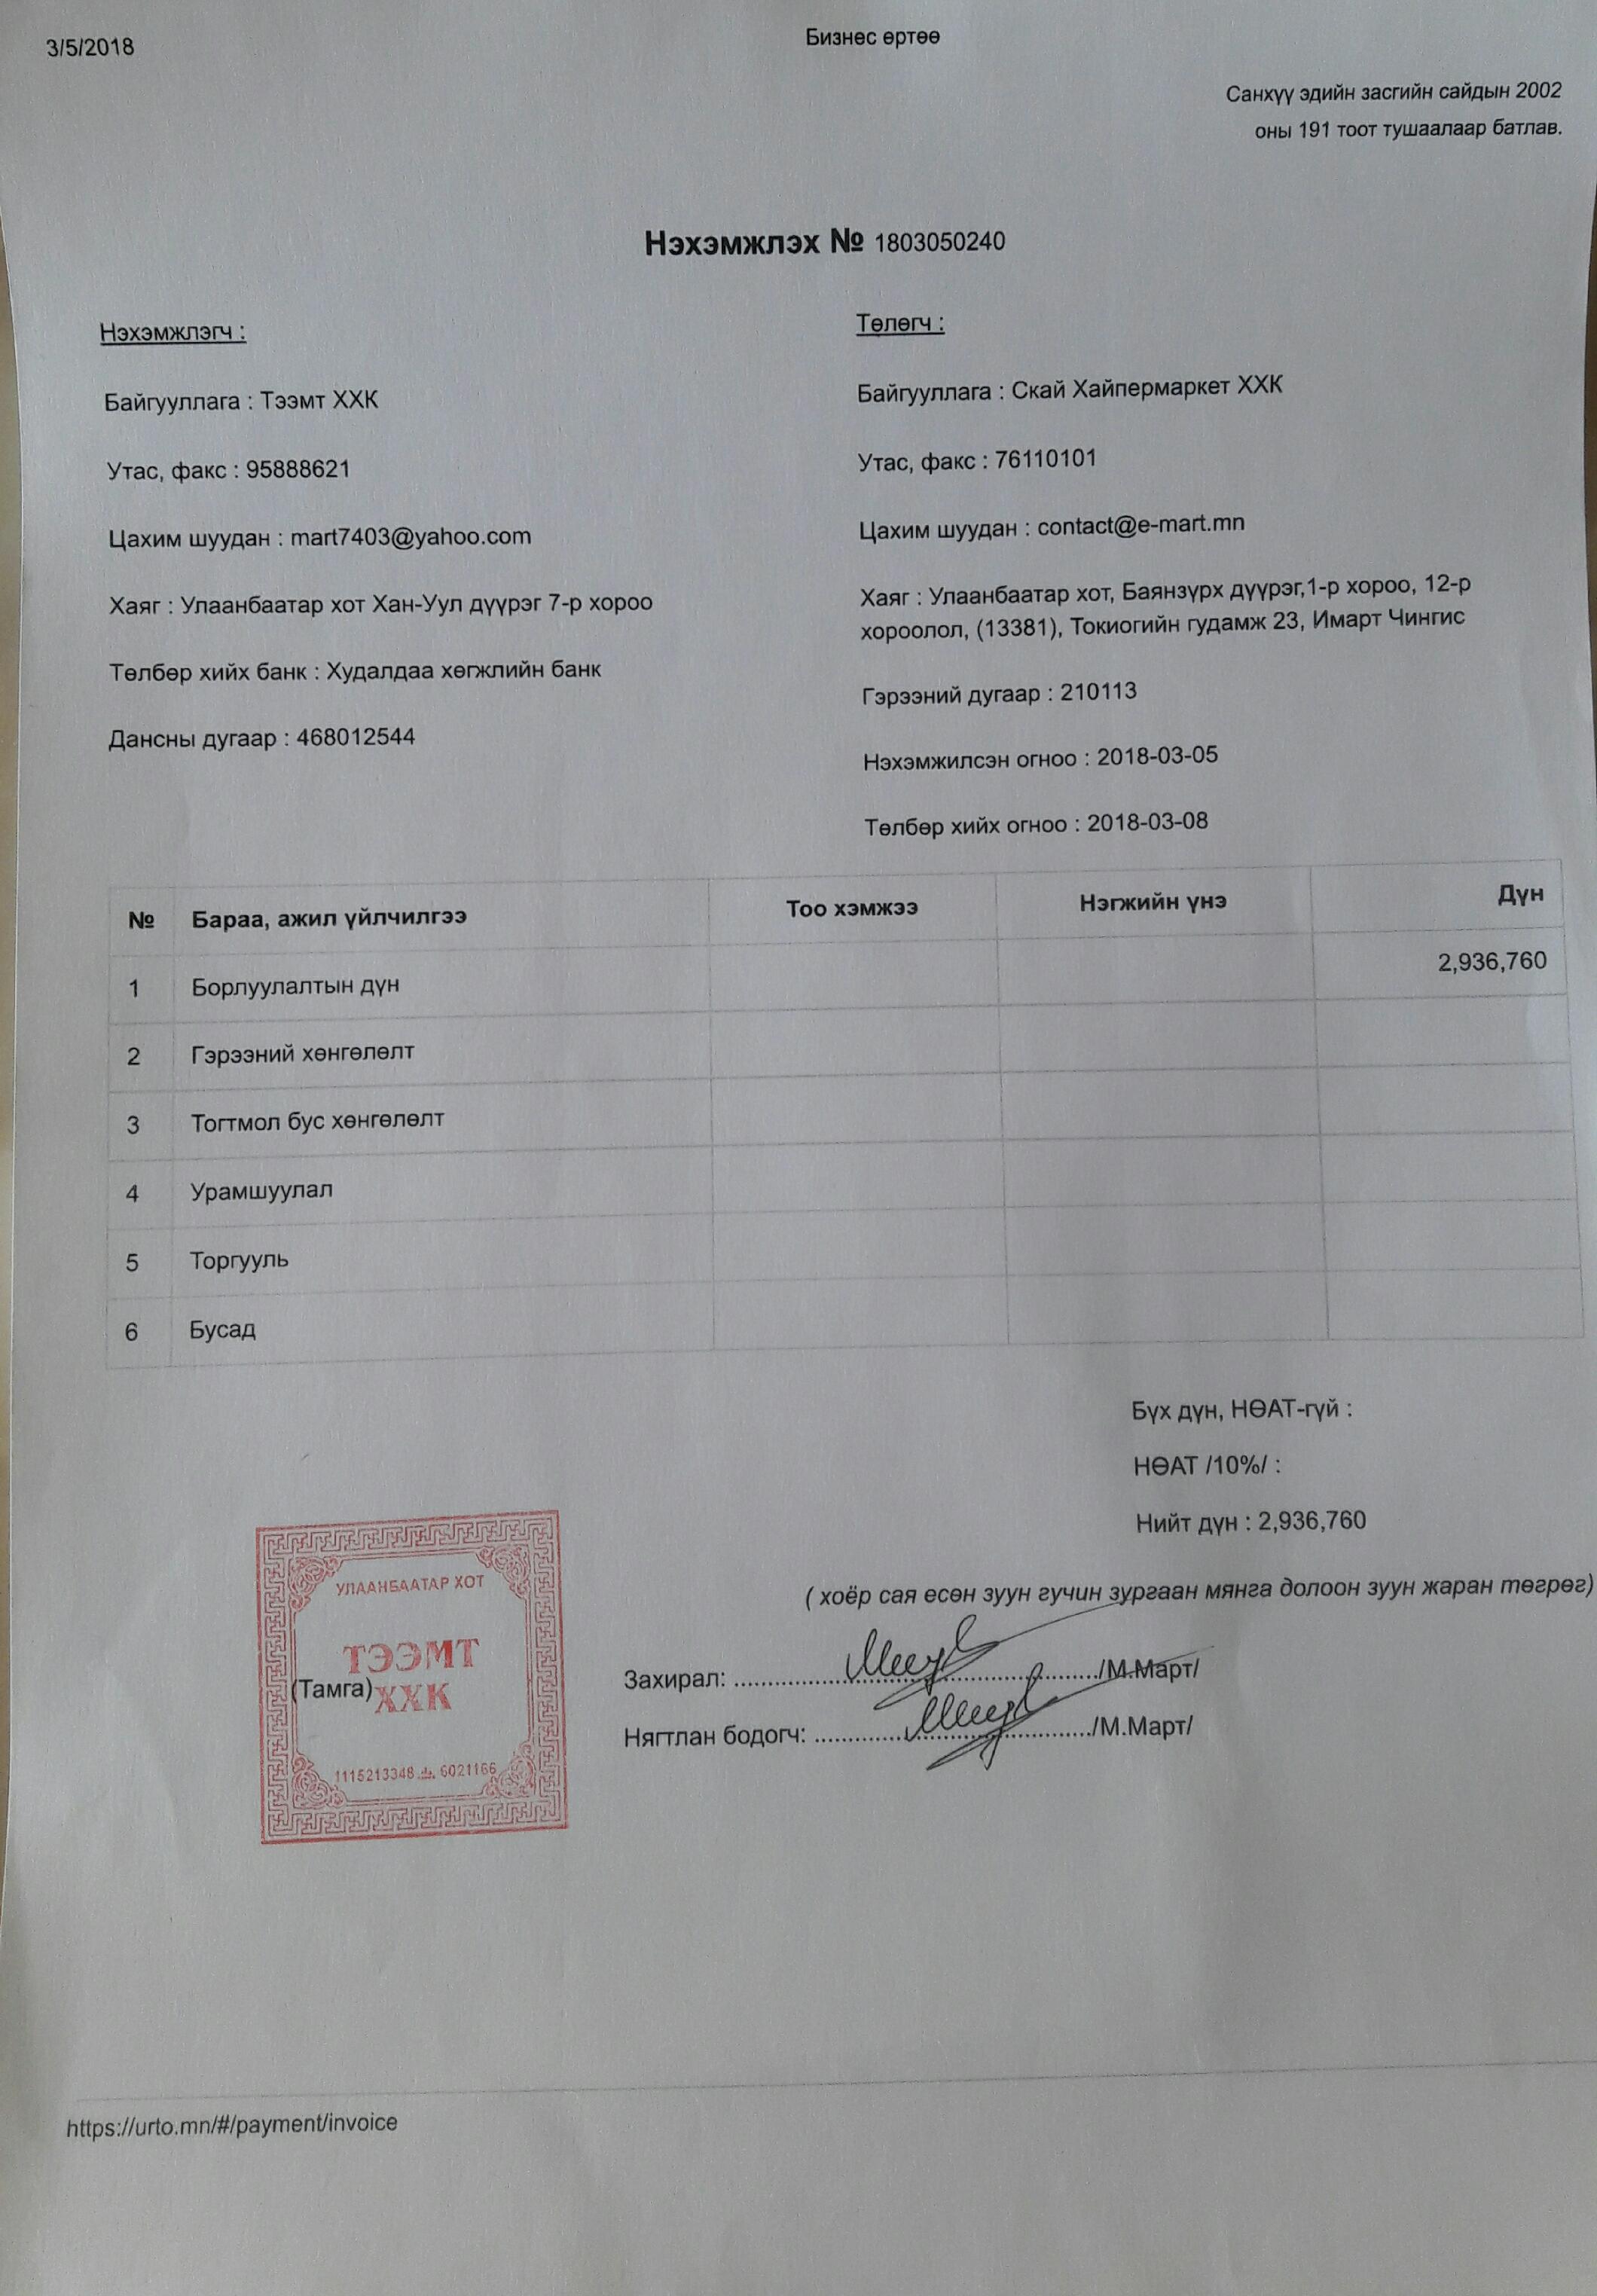 3/5/2018
Бизнес өртөө
Санхүү эдийн засгийн сайдын 2002
оны 191 тоот тушаалаар батлав.
Нэхэмжлэх № 1803050240
Нэхэмжлэгч :
Байгууллага : Тээмт ХХК
Утас, факс : 95888621
Цахим шуудан : mart7403@yahoo.com
Хаяг : Улаанбаатар хот Хан-Уул дүүрэг 7-р хороо
Төлбөр хийх банк : Худалдаа хөгжлийн банк
Дансны дугаар : 468012544
Төлөгч :
Байгууллага : Скай Хайпермаркет ХХК
Утас, факс : 76110101
Цахим шуудан : contact@e-mart.mn
Хаяг : Улаанбаатар хот, Баянзүрх дүүрэг,1-р хороо, 12-р
хороолол, (13381), Токиогийн гудамж 23, Имарт Чингис
Гэрээний дугаар : 210113
Нэхэмжилсэн огноо : 2018-03-05
Төлбөр хийх огноо : 2018-03-08
№ Бараа, ажил үйлчилгээ Тоо хэмжээ Нэгжийн үнэ Дүн
1 Борлуулалтын дүн 2,936,760
2 Гэрээний хөнгөлөлт
3 Тогтмол бус хөнгөлөлт
4 Урамшуулал
5 Торгууль
6 Бусад
Бүх дүн, НӨАТ-гүй :
НӨАТ /10%/ :
Нийт дүн : 2,936,760
( хоёр сая есөн зуун гучин зургаан мянга долоон зуун жаран төгрөг)
УЛААНБААТАР ХОТ
ТЭЭМТ
(Тамга)
ХХК
1115213348 6021166
Захирал: ............................................/М.Март/
Нягтлан бодогч: ............................................/М.Март/
https://urto.mn/#/payment/invoice